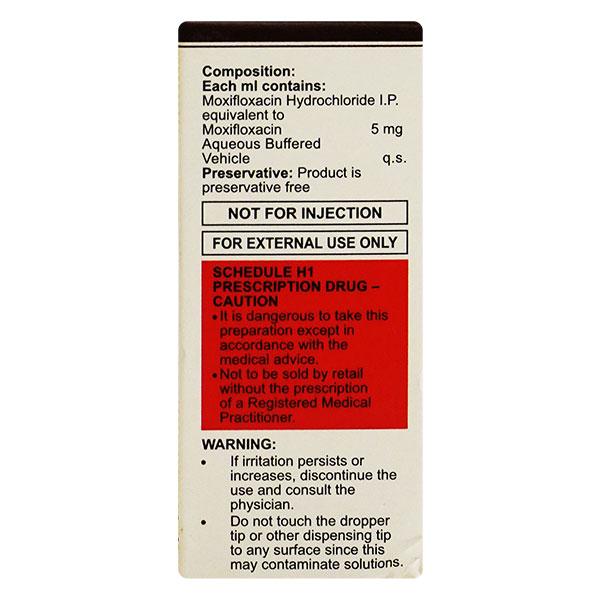 Composition:
Each ml contains:
Moxifloxacin Hydrochloride I.P.
equivalent to
Moxifloxacin 5 mg
Aqueous Buffered
Vehicle q.s.
Preservative: Product is
preservative free
NOT FOR INJECTION
FOR EXTERNAL USE ONLY
SCHEDULE H1
PRESCRIPTION DRUG –
CAUTION
• It is dangerous to take this
preparation except in
accordance with the
medical advice.
• Not to be sold by retail
without the prescription
of a Registered Medical
Practitioner.
WARNING:
• If irritation persists or
increases, discontinue the
use and consult the
physician.
• Do not touch the dropper
tip or other dispensing tip
to any surface since this
may contaminate solutions.